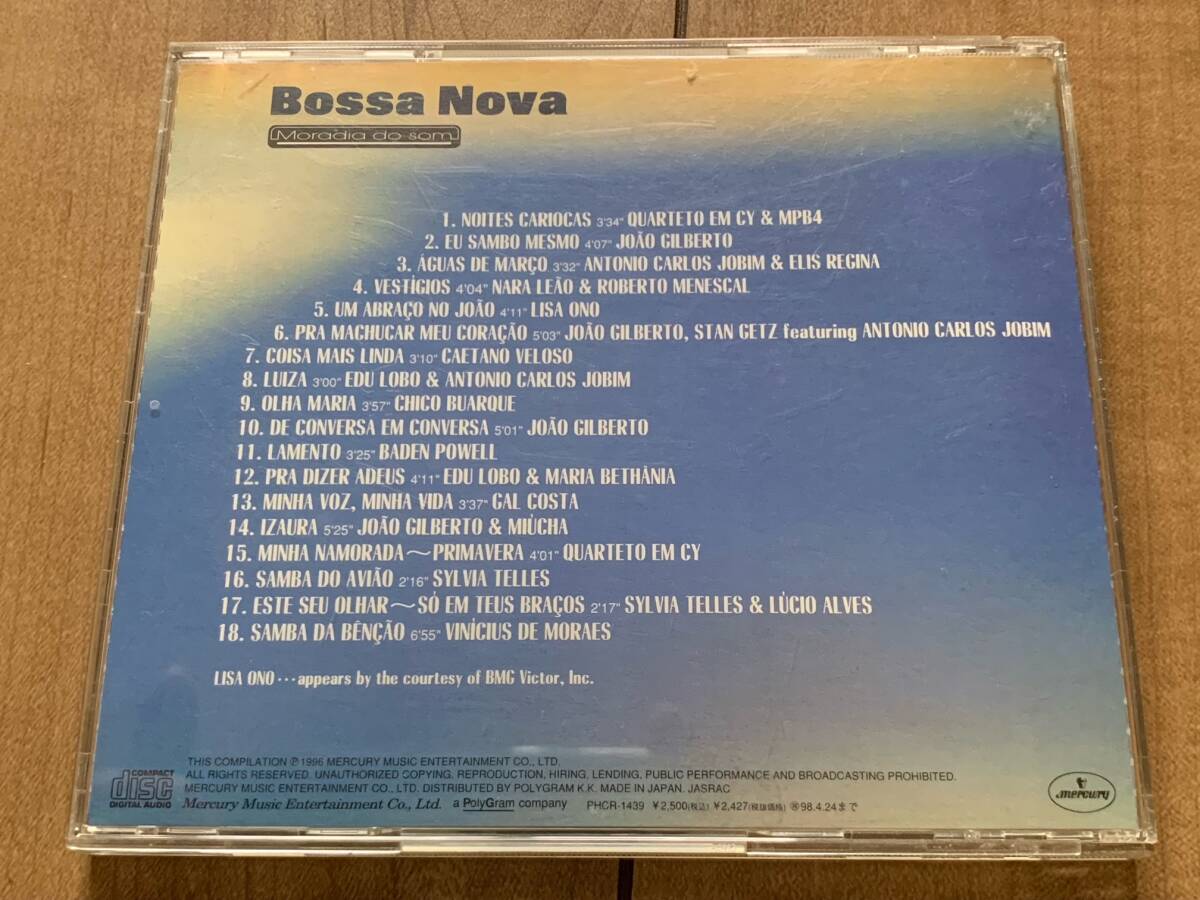 Bossa Nova
Moradia do som
1. NOITES CARIOCAS 3'34" QUARTETO EM CY & MPB4
2. EU SAMBO MESMO 4'07" JOÃO GILBERTO
3. ÁGUAS DE MARÇO 3'32" ANTONIO CARLOS JOBIM & ELIS REGINA
4. VESTÍGIOS 4'04" NARA LEÃO & ROBERTO MENESCAL
5. UM ABRAÇO NO JOÃO 4'11" LISA ONO
6. PRA MACHUCAR MEU CORAÇÃO 5'03" JOÃO GILBERTO, STAN GETZ featuring ANTONIO CARLOS JOBIM
7. COISA MAIS LINDA 3'10" CAETANO VELOSO
8. LUIZA 3'00" EDU LOBO & ANTONIO CARLOS JOBIM
9. OLHA MARIA 3'57" CHICO BUARQUE
10. DE CONVERSA EM CONVERSA 5'01" JOÃO GILBERTO
11. LAMENTO 3'25" BADEN POWELL
12. PRA DIZER ADEUS 4'11" EDU LOBO & MARIA BETHÂNIA
13. MINHA VOZ, MINHA VIDA 3'37" GAL COSTA
14. IZAURA 5'25" JOÃO GILBERTO & MIÚCHA
15. MINHA NAMORADA〜PRIMAVERA 4'01" QUARTETO EM CY
16. SAMBA DO AVIÃO 2'16" SYLVIA TELLES
17. ESTE SEU OLHAR〜SÓ EM TEUS BRAÇOS 2'17" SYLVIA TELLES & LÚCIO ALVES
18. SAMBA DA BÊNÇÃO 6'55" VINÍCIUS DE MORAES
LISA ONO…appears by the courtesy of BMG Victor, Inc.
THIS COMPILATION ℗ 1996 MERCURY MUSIC ENTERTAINMENT CO., LTD.
ALL RIGHTS RESERVED. UNAUTHORIZED COPYING, REPRODUCTION, HIRING, LENDING, PUBLIC PERFORMANCE AND BROADCASTING PROHIBITED.
MERCURY MUSIC ENTERTAINMENT CO., LTD. DISTRIBUTED BY POLYGRAM K.K. MADE IN JAPAN. JASRAC
Mercury Music Entertainment Co., Ltd. a PolyGram company PHCR-1439 ¥2,500(税込) ¥2,427(税抜価格) ㊙98.4.24まで
COMPACT
disc
DIGITAL AUDIO
mercury